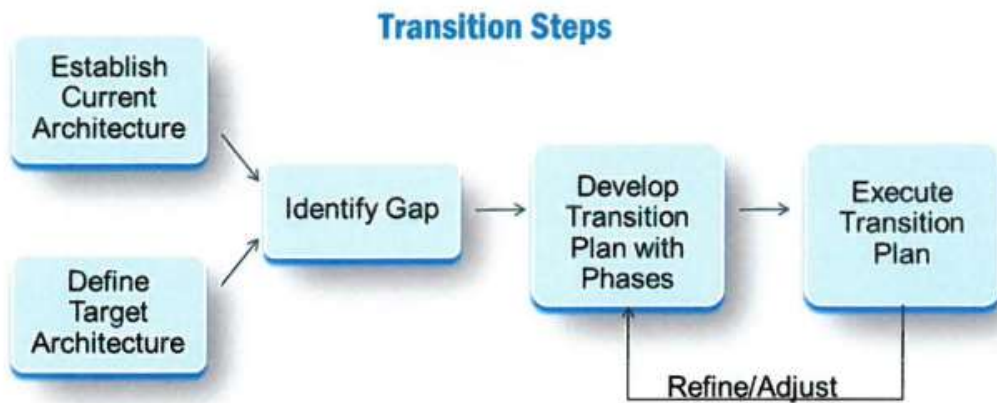 Transition Steps
Establish
Current
Architecture
Define
Target
Architecture
Identify Gap
Develop
Transition
Plan with
Phases
Execute
Transition
Plan
Refine/Adjust